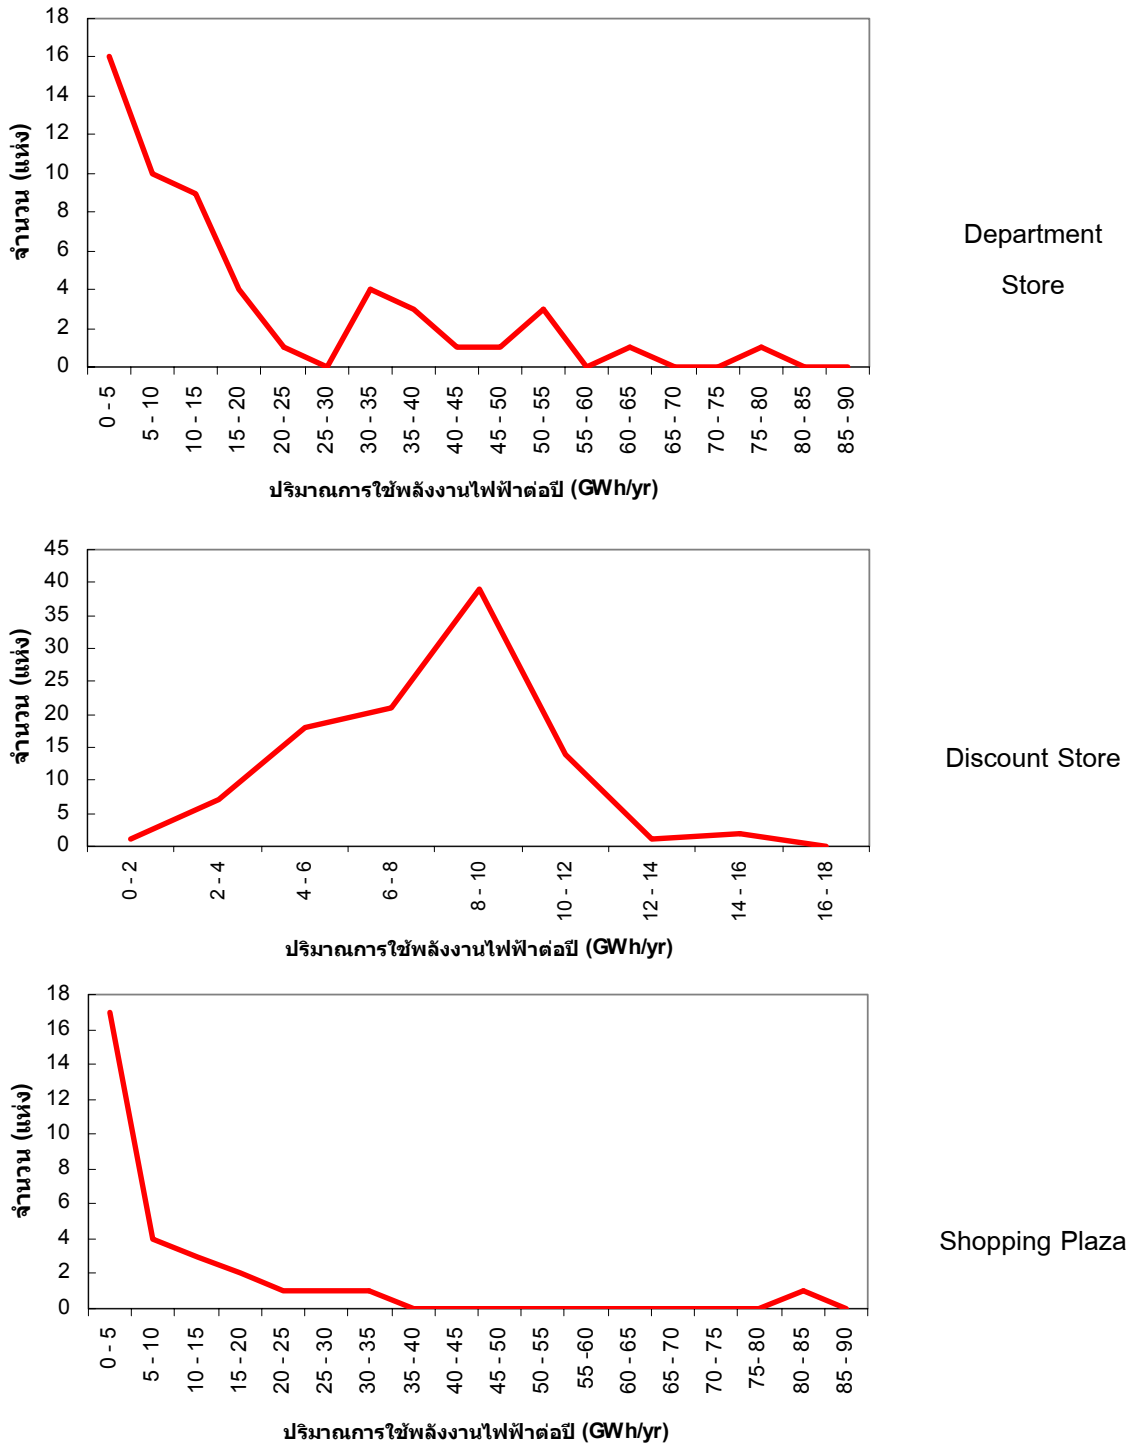 18
16
14
12
10
8
6
4
2
0
จำนวน (แห่ง)
0 - 5
5 - 10
10 - 15
15 - 20
20 - 25
25 - 30
30 - 35
35 - 40
40 - 45
45 - 50
50 - 55
55 - 60
60 - 65
65 - 70
70 - 75
75 - 80
80 - 85
85 - 90
ปริมาณการใช้พลังงานไฟฟ้าต่อปี (GWh/yr)
Department
Store
45
40
35
30
25
20
15
10
5
0
จำนวน (แห่ง)
0 - 2
2 - 4
4 - 6
6 - 8
8 - 10
10 - 12
12 - 14
14 - 16
16 - 18
ปริมาณการใช้พลังงานไฟฟ้าต่อปี (GWh/yr)
Discount Store
18
16
14
12
10
8
6
4
2
0
จำนวน (แห่ง)
0 - 5
5 - 10
10 - 15
15 - 20
20 - 25
25 - 30
30 - 35
35 - 40
40 - 45
45 - 50
50 - 55
55 -60
60 - 65
65 - 70
70 - 75
75- 80
80 - 85
85 - 90
ปริมาณการใช้พลังงานไฟฟ้าต่อปี (GWh/yr)
Shopping Plaza